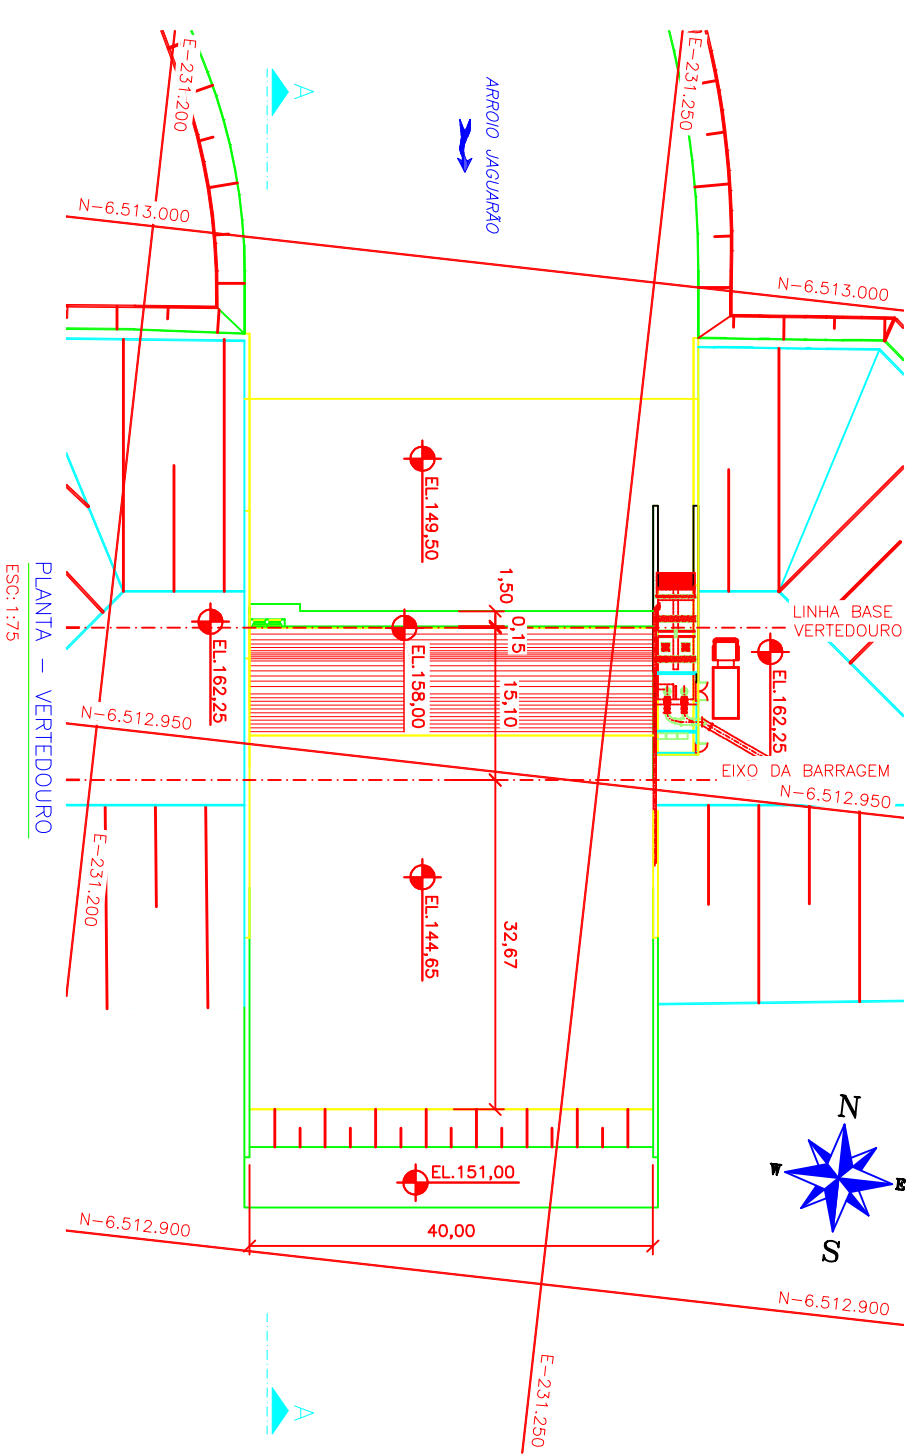 E-231.200
A
ARROIO JAGUARÃO
E-231.250
N-6.513.000
N-6.513.000
EL.149,50
1,50
0,15
15,10
EL.158,00
EL.162,25
LINHA BASE
VERTEDOURO
EL.162,25
N-6.512.950
EIXO DA BARRAGEM
N-6.512.950
PLANTA - VERTEDOURO
ESC:1:75
E-231.200
EL.144,65
32,67
EL.151,00
40,00
N
W
E
S
N-6.512.900
N-6.512.900
E-231.250
A